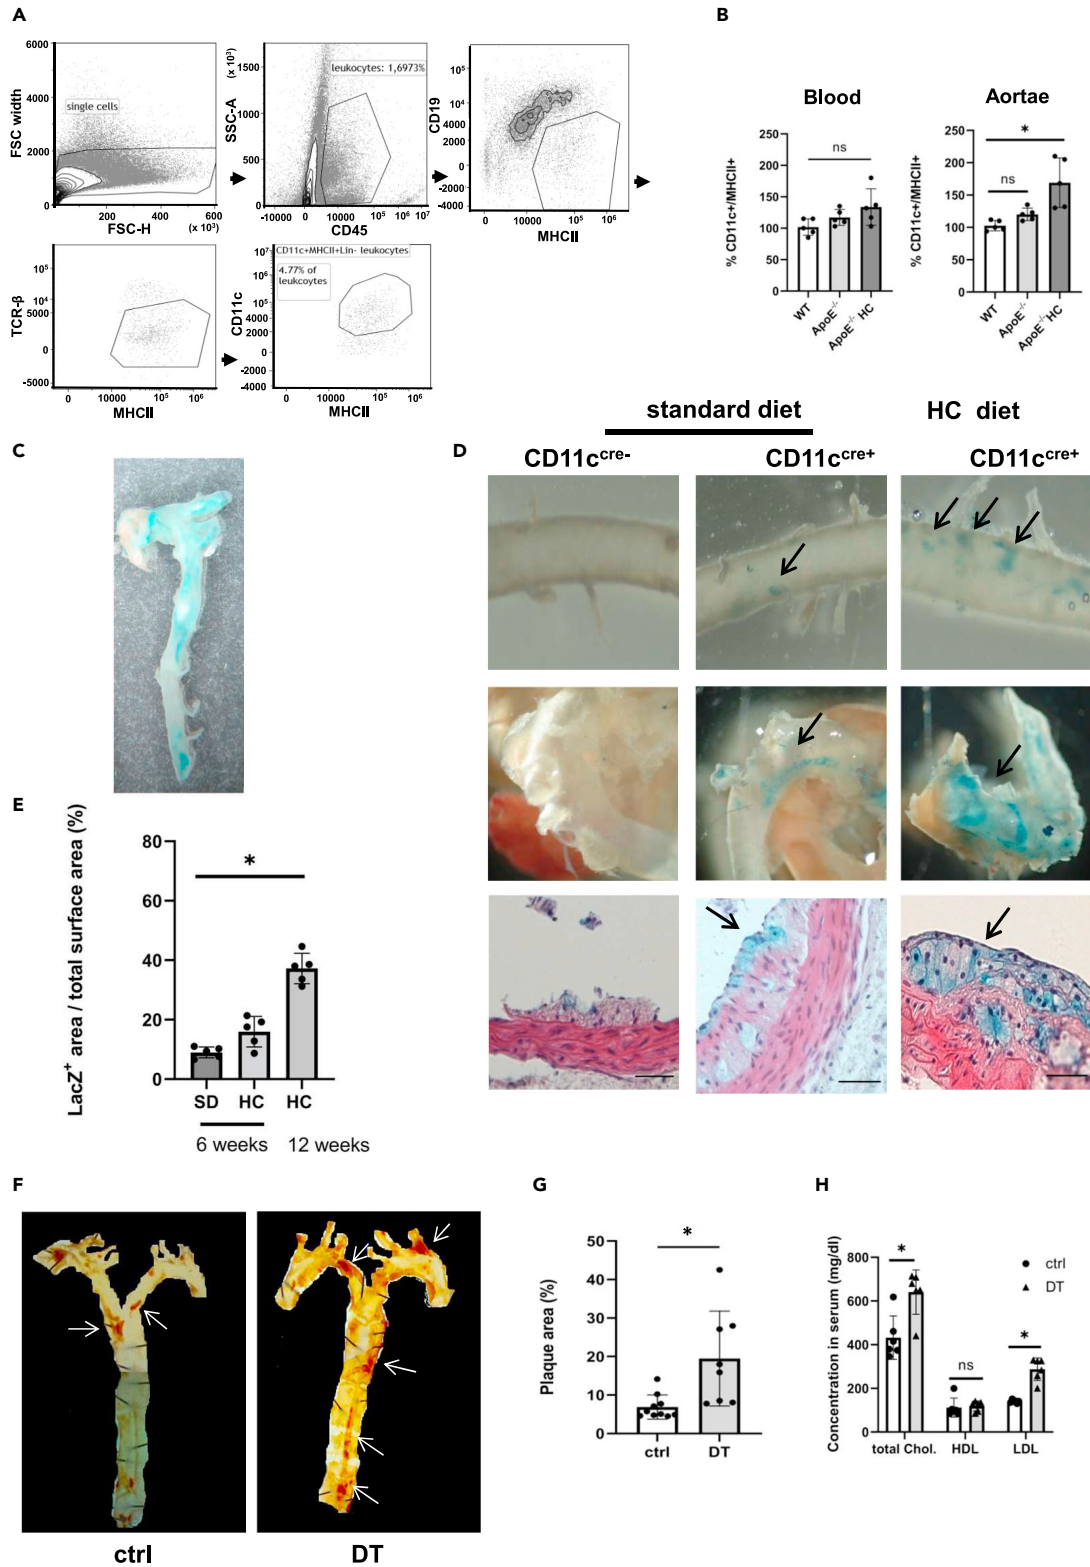 A
6000
4000
2000
1000
0
FSC width
single cells
0
200
400
600
FSC-H
(x 10³)
(x 10³)
1500
1000
500
0
SSC-A
leukocytes: 1,6973%
-10000
0
10000
10⁵
10⁶
10⁷
CD45
10⁵
10⁴
4000
2000
0
-2000
-4000
CD19
0
10000
10⁵
10⁶
MHCII
10⁵
10⁴
5000
0
-5000
TCR-β
0
10000
10⁵
10⁶
MHCII
CD11c+MHCII+Lin- leukocytes
4.77% of
leukcoytes
10⁷
10⁶
10⁵
4000
2000
0
-2000
-4000
CD11c
0
10000
10⁵
10⁶
MHCII
B
Blood
% CD11c+/MHCII+
250
200
150
100
50
0
ns
WT
ApoE⁻/⁻
ApoE⁻/⁻ HC
Aortae
% CD11c+/MHCII+
250
200
150
100
50
0
*
ns
WT
ApoE⁻/⁻
ApoE⁻/⁻ HC
C
D
standard diet
HC diet
CD11cᶜʳᵉ⁻
CD11cᶜʳᵉ⁺
CD11cᶜʳᵉ⁺
E
LacZ⁺ area / total surface area (%)
80
60
40
20
0
*
SD
HC
HC
6 weeks
12 weeks
F
ctrl
DT
G
Plaque area (%)
50
40
30
20
10
0
*
ctrl
DT
H
Concentration in serum (mg/dl)
800
600
400
200
0
*
ns
*
ctrl
DT
total Chol.
HDL
LDL